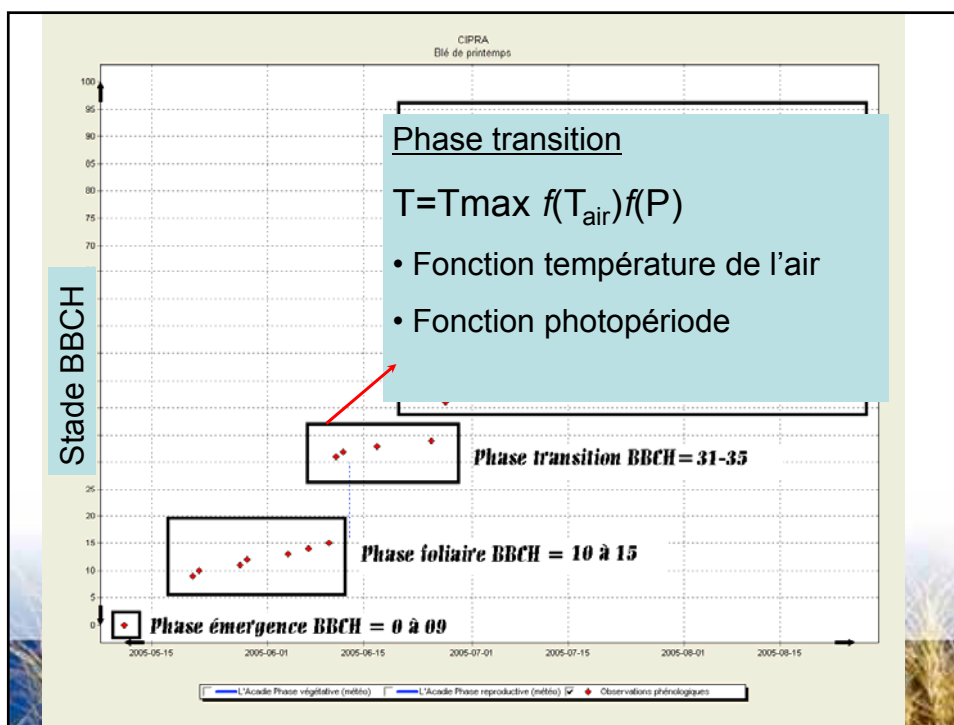 CIPRA
Blé de printemps
100
95
90
85
80
75
70
Stade BBCH
Phase transition
T=Tmax f(Tair)f(P)
• Fonction température de l'air
• Fonction photopériode
Phase transition BBCH = 31-35
25
20
15
Phase foliaire BBCH = 10 à 15
10
5
0
Phase émergence BBCH = 0 à 09
2005-05-15 2005-06-01 2005-06-15 2005-07-01 2005-07-15 2005-08-01 2005-08-15
L'Acadie Phase végétative (météo) L'Acadie Phase reproductive (météo) Observations phénologiques